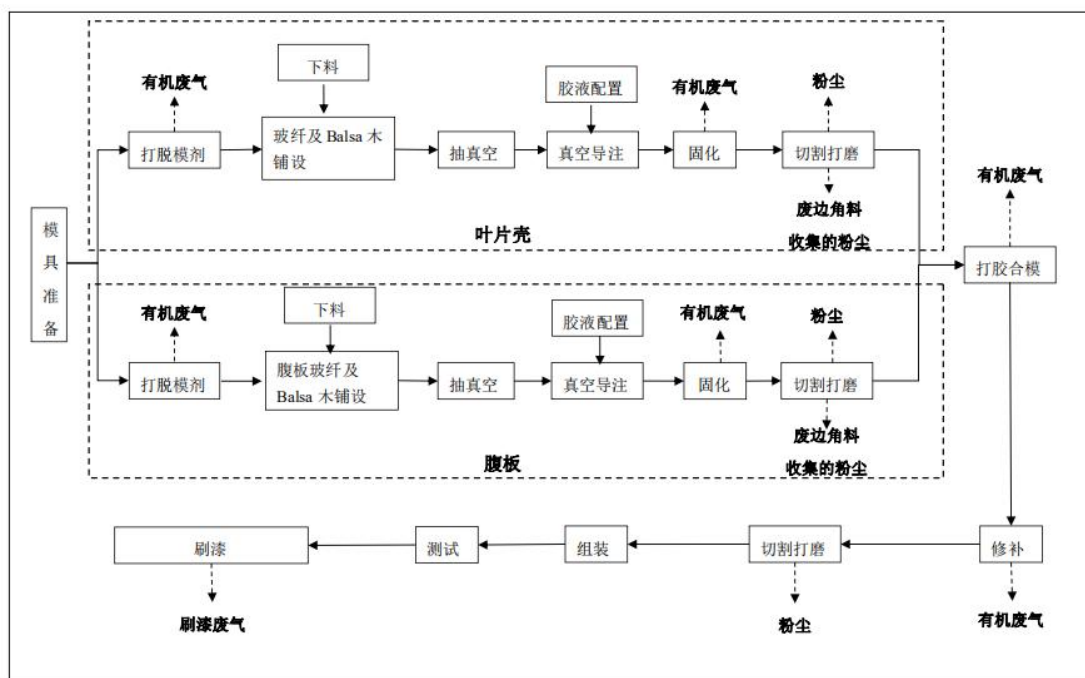 下料
胶液配置
有机废气
有机废气
粉尘
打脱模剂
玻纤及 Balsa 木
铺设
抽真空
真空导注
固化
切割打磨
废边角料
收集的粉尘
叶片壳
有机废气
模
具
准
备
打胶合模
下料
胶液配置
有机废气
有机废气
粉尘
打脱模剂
腹板玻纤及
Balsa 木铺设
抽真空
真空导注
固化
切割打磨
废边角料
收集的粉尘
腹板
刷漆
测试
组装
切割打磨
修补
刷漆废气
粉尘
有机废气